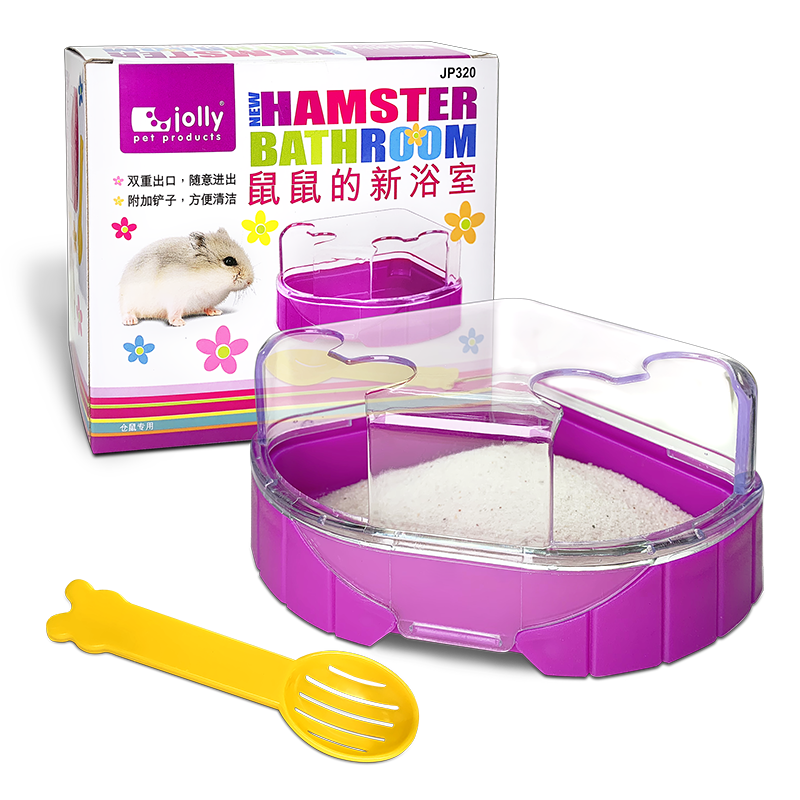 JP320
jolly®
pet products
NEW HAMSTER
BATHROOM
鼠鼠的新浴室
双重出口，随意进出
附加铲子，方便清洁
仓鼠专用